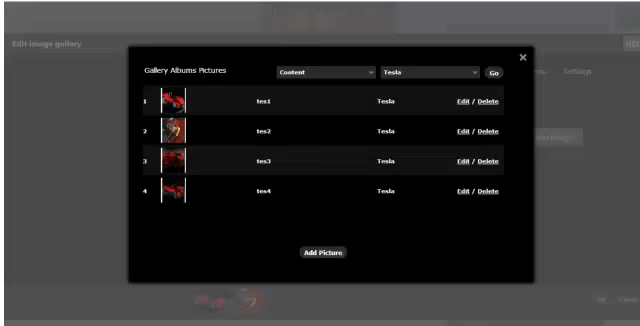 Edit image gallery
Gallery Albums Pictures Content Tesla Go
Settings
1 tes1 Tesla Edit / Delete
2 tes2 Tesla Edit / Delete
3 tes3 Tesla Edit / Delete
4 tes4 Tesla Edit / Delete
Add Picture